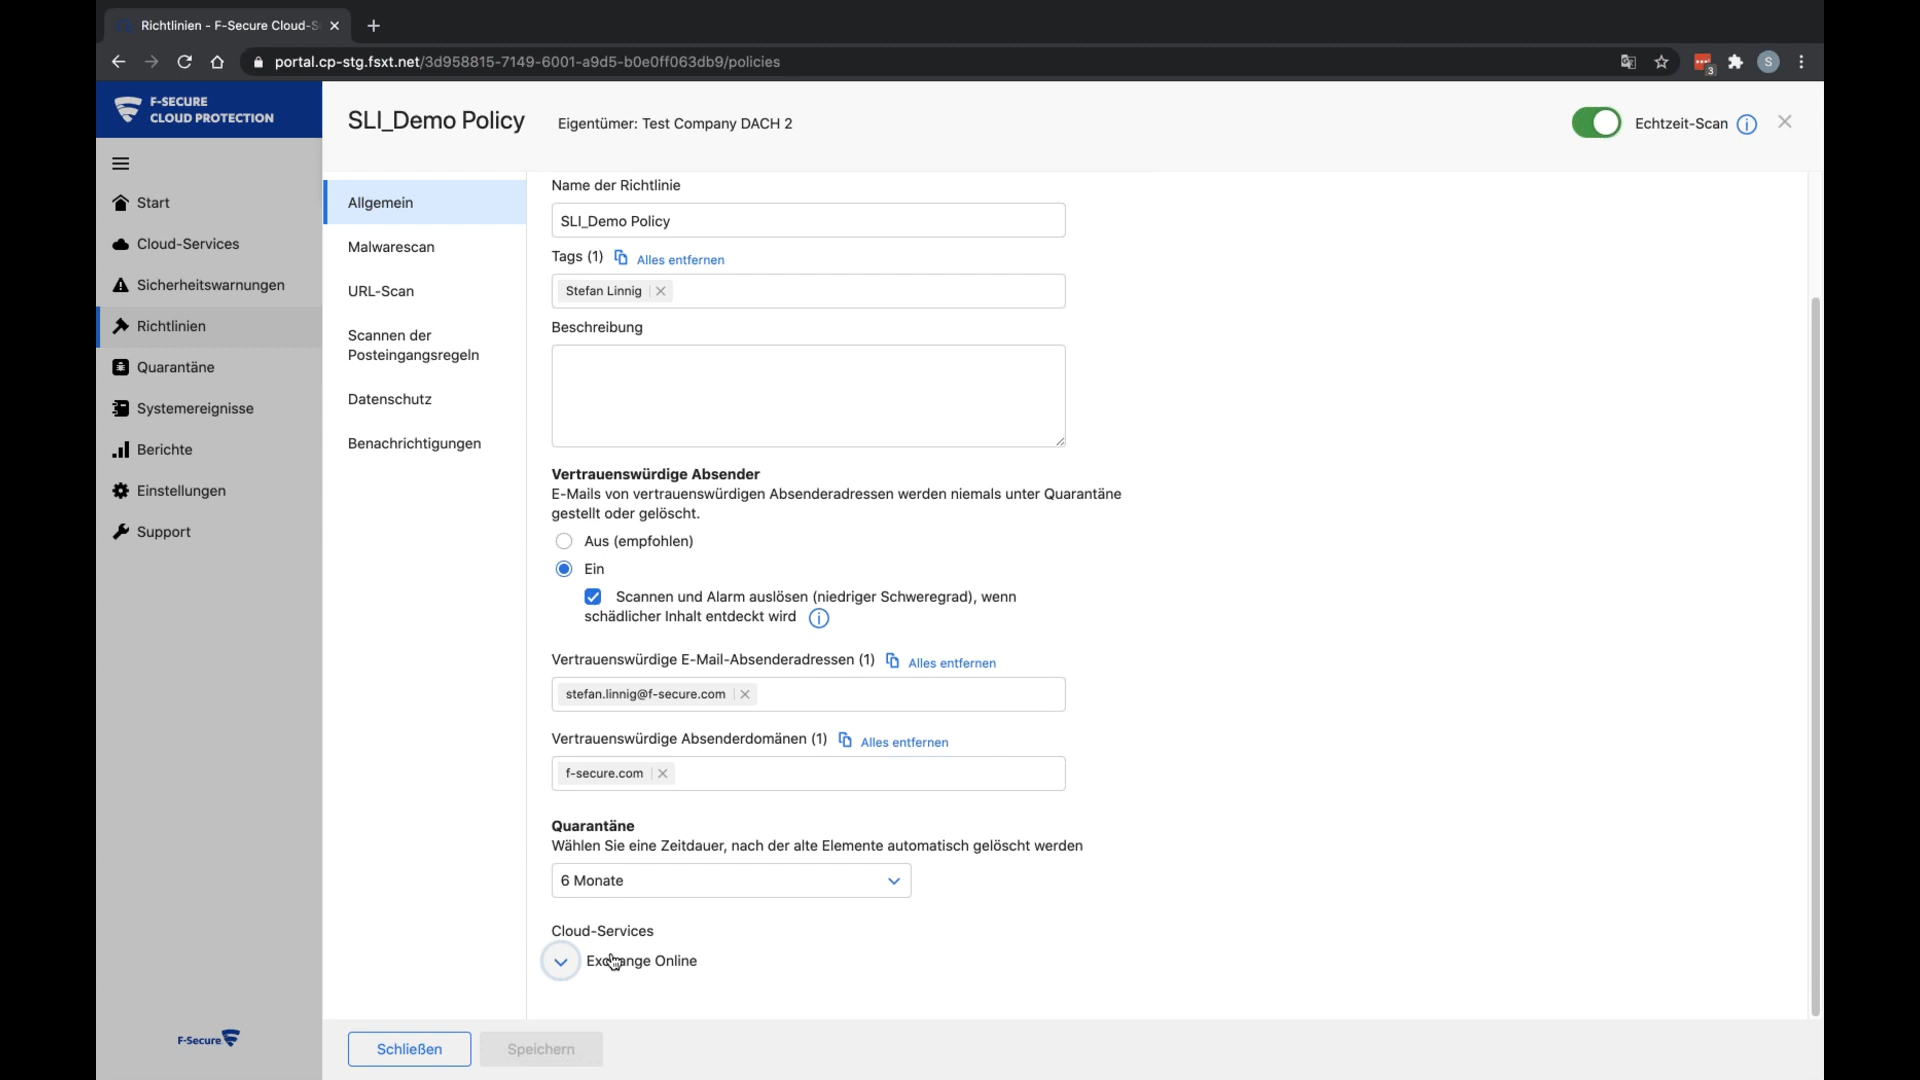 Richtlinien - F-Secure Cloud-S
portal.cp-stg.fsxt.net/3d958815-7149-6001-a9d5-b0e0ff063db9/policies
3
S
F-SECURE
CLOUD PROTECTION
Start
Cloud-Services
Sicherheitswarnungen
Richtlinien
Quarantäne
Systemereignisse
Berichte
Einstellungen
Support
F-Secure
SLI_Demo Policy
Eigentümer: Test Company DACH 2
Echtzeit-Scan
Allgemein
Malwarescan
URL-Scan
Scannen der
Posteingangsregeln
Datenschutz
Benachrichtigungen
Name der Richtlinie
SLI_Demo Policy
Tags (1) Alles entfernen
Stefan Linnig
Beschreibung
Vertrauenswürdige Absender
E-Mails von vertrauenswürdigen Absenderadressen werden niemals unter Quarantäne
gestellt oder gelöscht.
Aus (empfohlen)
Ein
Scannen und Alarm auslösen (niedriger Schweregrad), wenn
schädlicher Inhalt entdeckt wird
Vertrauenswürdige E-Mail-Absenderadressen (1) Alles entfernen
stefan.linnig@f-secure.com
Vertrauenswürdige Absenderdomänen (1) Alles entfernen
f-secure.com
Quarantäne
Wählen Sie eine Zeitdauer, nach der alte Elemente automatisch gelöscht werden
6 Monate
Cloud-Services
Exchange Online
Schließen
Speichern